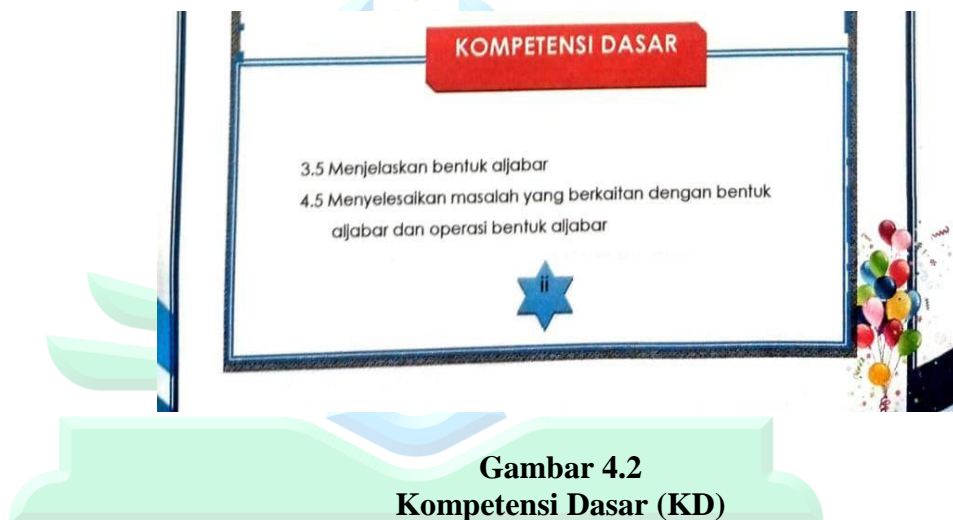 KOMPETENSI DASAR
3.5 Menjelaskan bentuk aljabar
4.5 Menyelesaikan masalah yang berkaitan dengan bentuk
aljabar dan operasi bentuk aljabar
ii
Gambar 4.2
Kompetensi Dasar (KD)